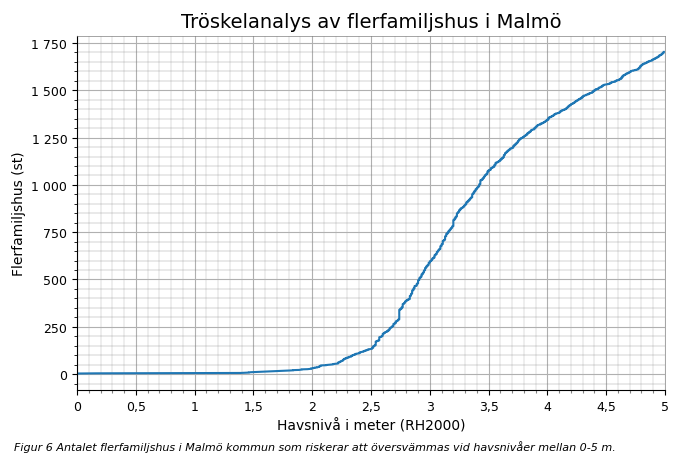 Tröskelanalys av flerfamiljshus i Malmö
1 750
1 500
1 250
1 000
750
500
250
0
Flerfamiljshus (st)
0 0,5 1 1,5 2 2,5 3 3,5 4 4,5 5
Havsnivå i meter (RH2000)
Figur 6 Antalet flerfamiljshus i Malmö kommun som riskerar att översvämmas vid havsnivåer mellan 0-5 m.